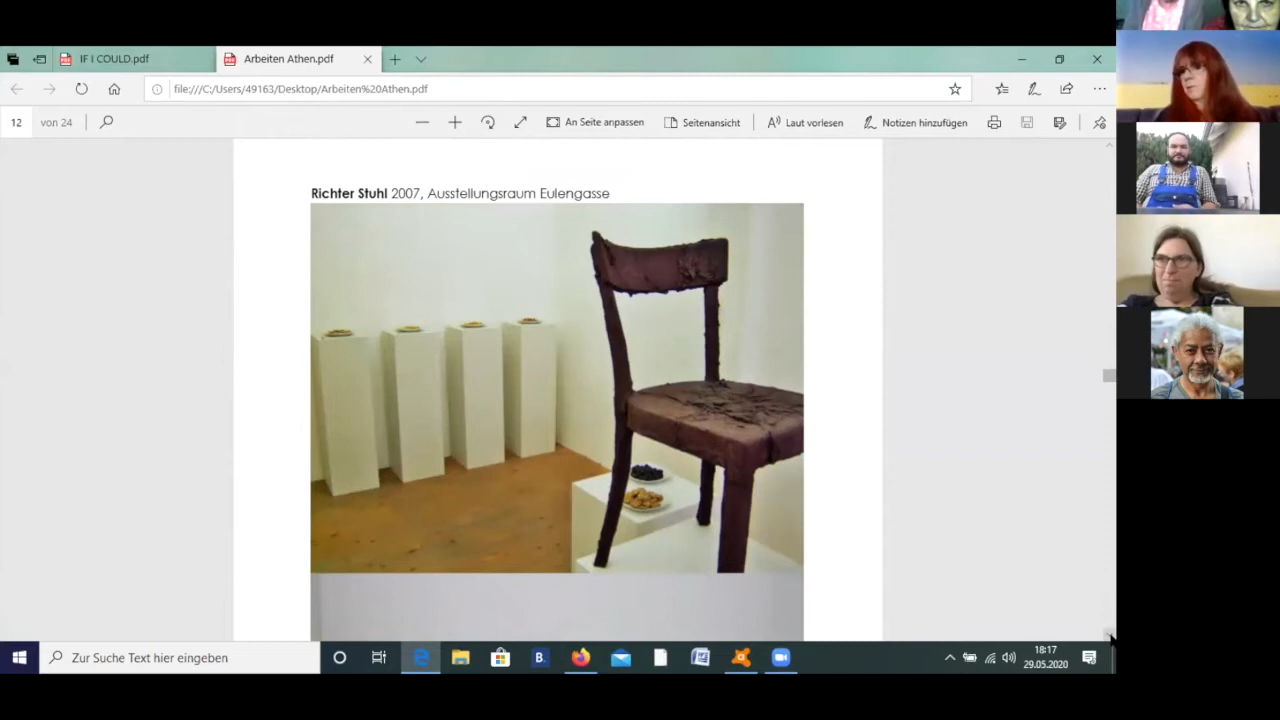 IF I COULD.pdf
Arbeiten Athen.pdf
file:///C:/Users/49163/Desktop/Arbeiten%20Athen.pdf
12 von 24
An Seite anpassen
Seitenansicht
Laut vorlesen
Notizen hinzufügen
Richter Stuhl 2007, Ausstellungsraum Eulengasse
Zur Suche Text hier eingeben
B.
18:17
29.05.2020